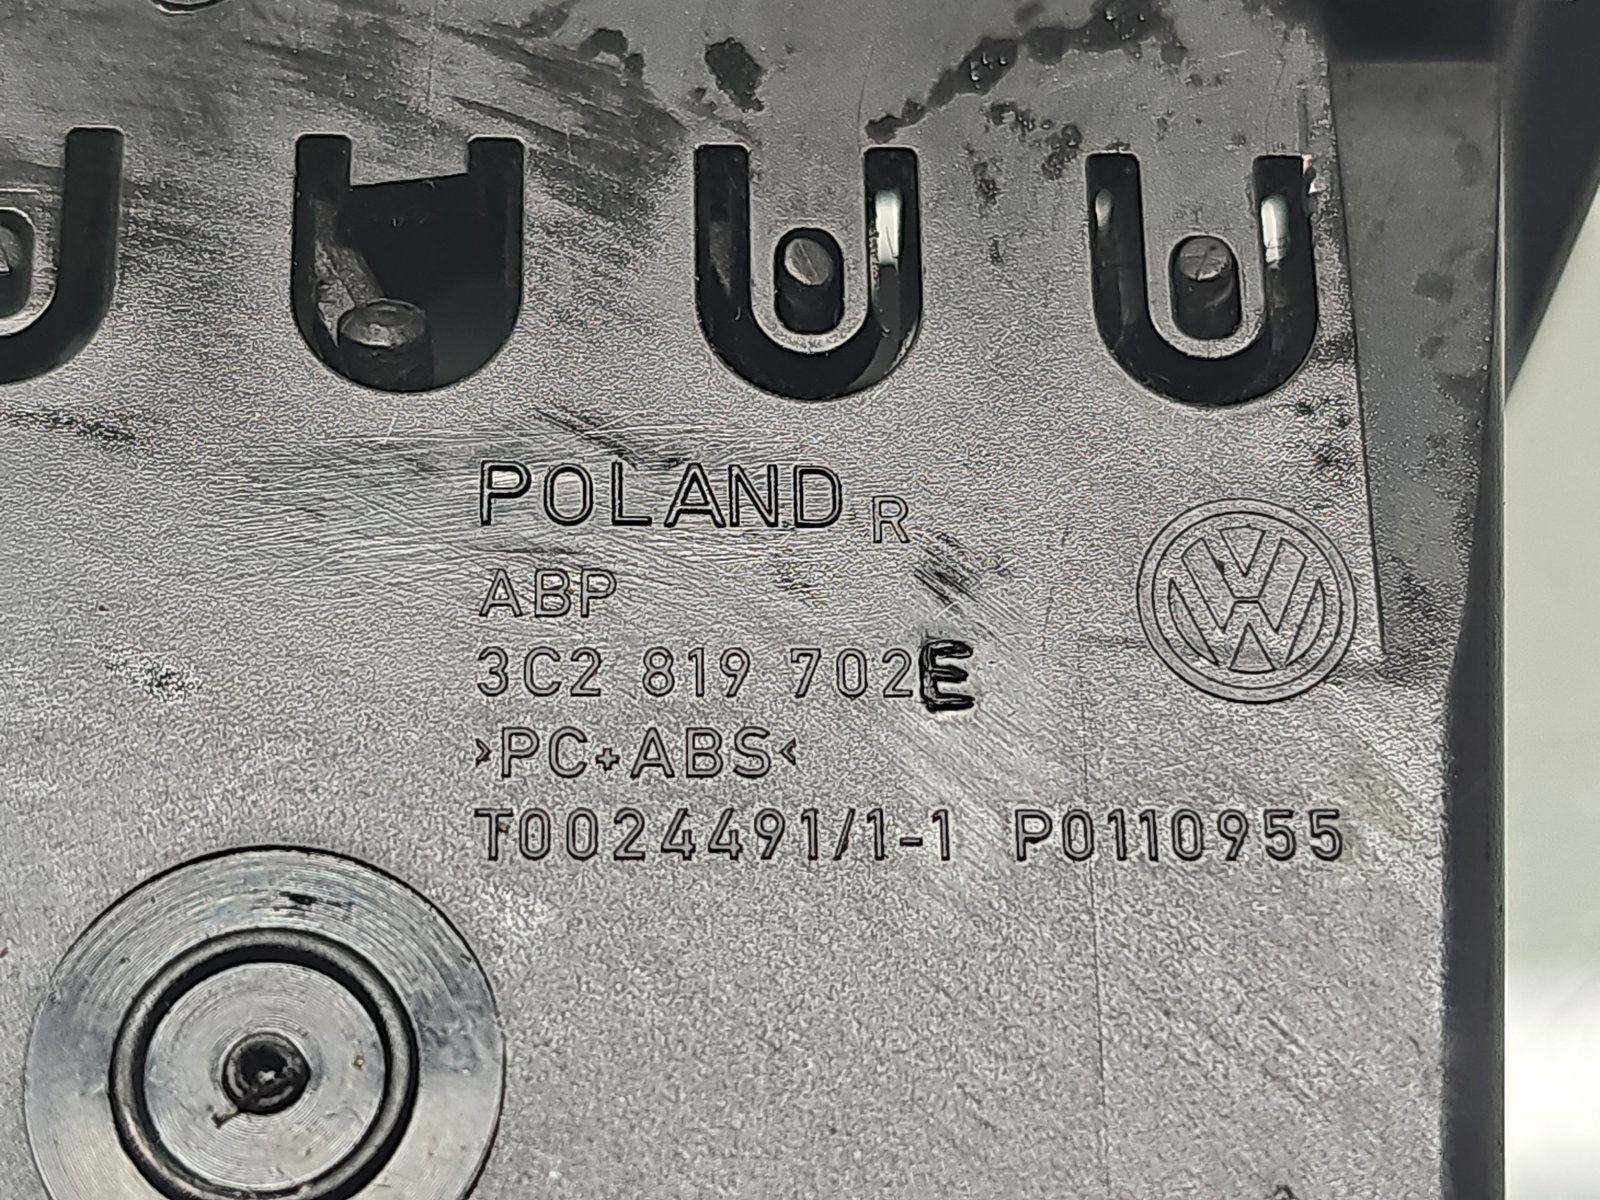 POLAND R
ABP
3C2 819 702E
>PC+ABS<
T0024491/1-1 P0110955